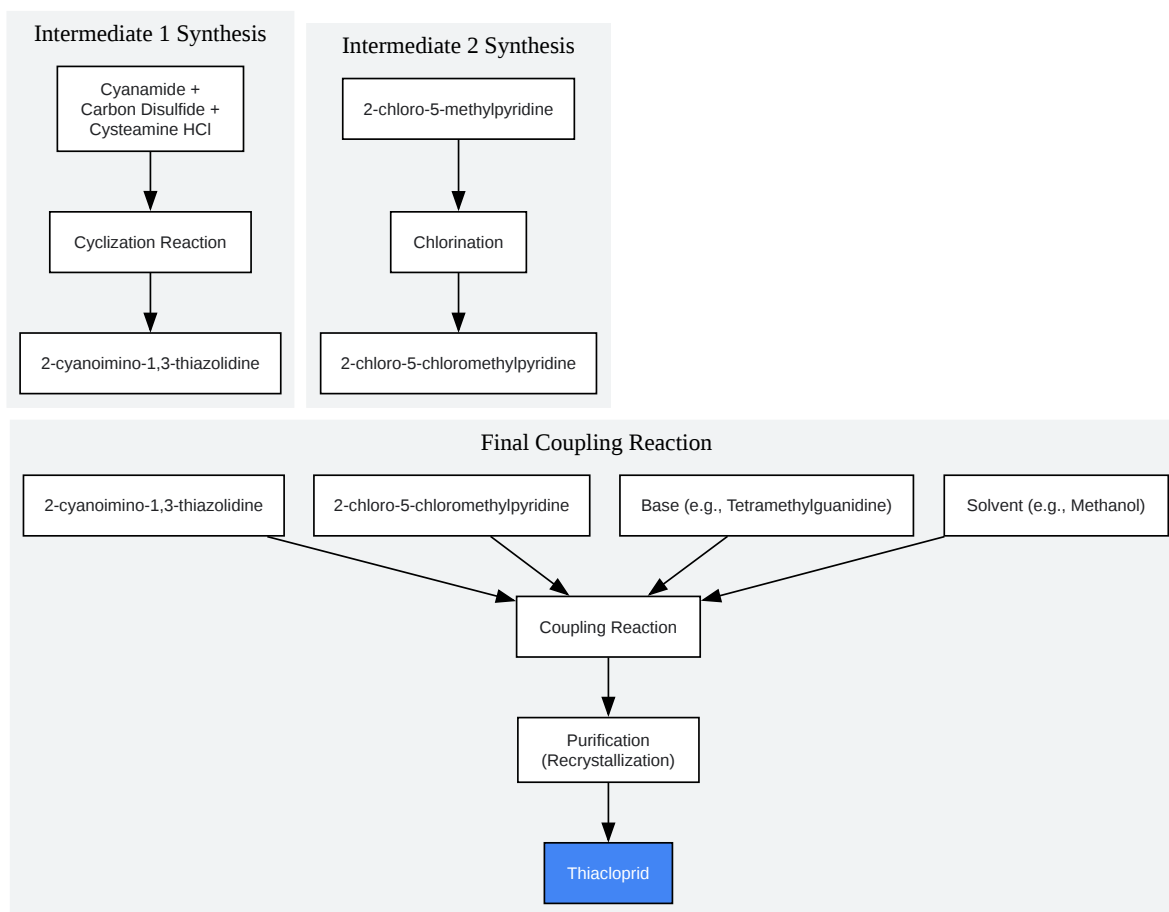 Intermediate 1 Synthesis
Cyanamide +
Carbon Disulfide +
Cysteamine HCl
Cyclization Reaction
2-cyanoimino-1,3-thiazolidine
Intermediate 2 Synthesis
2-chloro-5-methylpyridine
Chlorination
2-chloro-5-chloromethylpyridine
Final Coupling Reaction
2-cyanoimino-1,3-thiazolidine
2-chloro-5-chloromethylpyridine
Base (e.g., Tetramethylguanidine)
Solvent (e.g., Methanol)
Coupling Reaction
Purification
(Recrystallization)
Thiacloprid